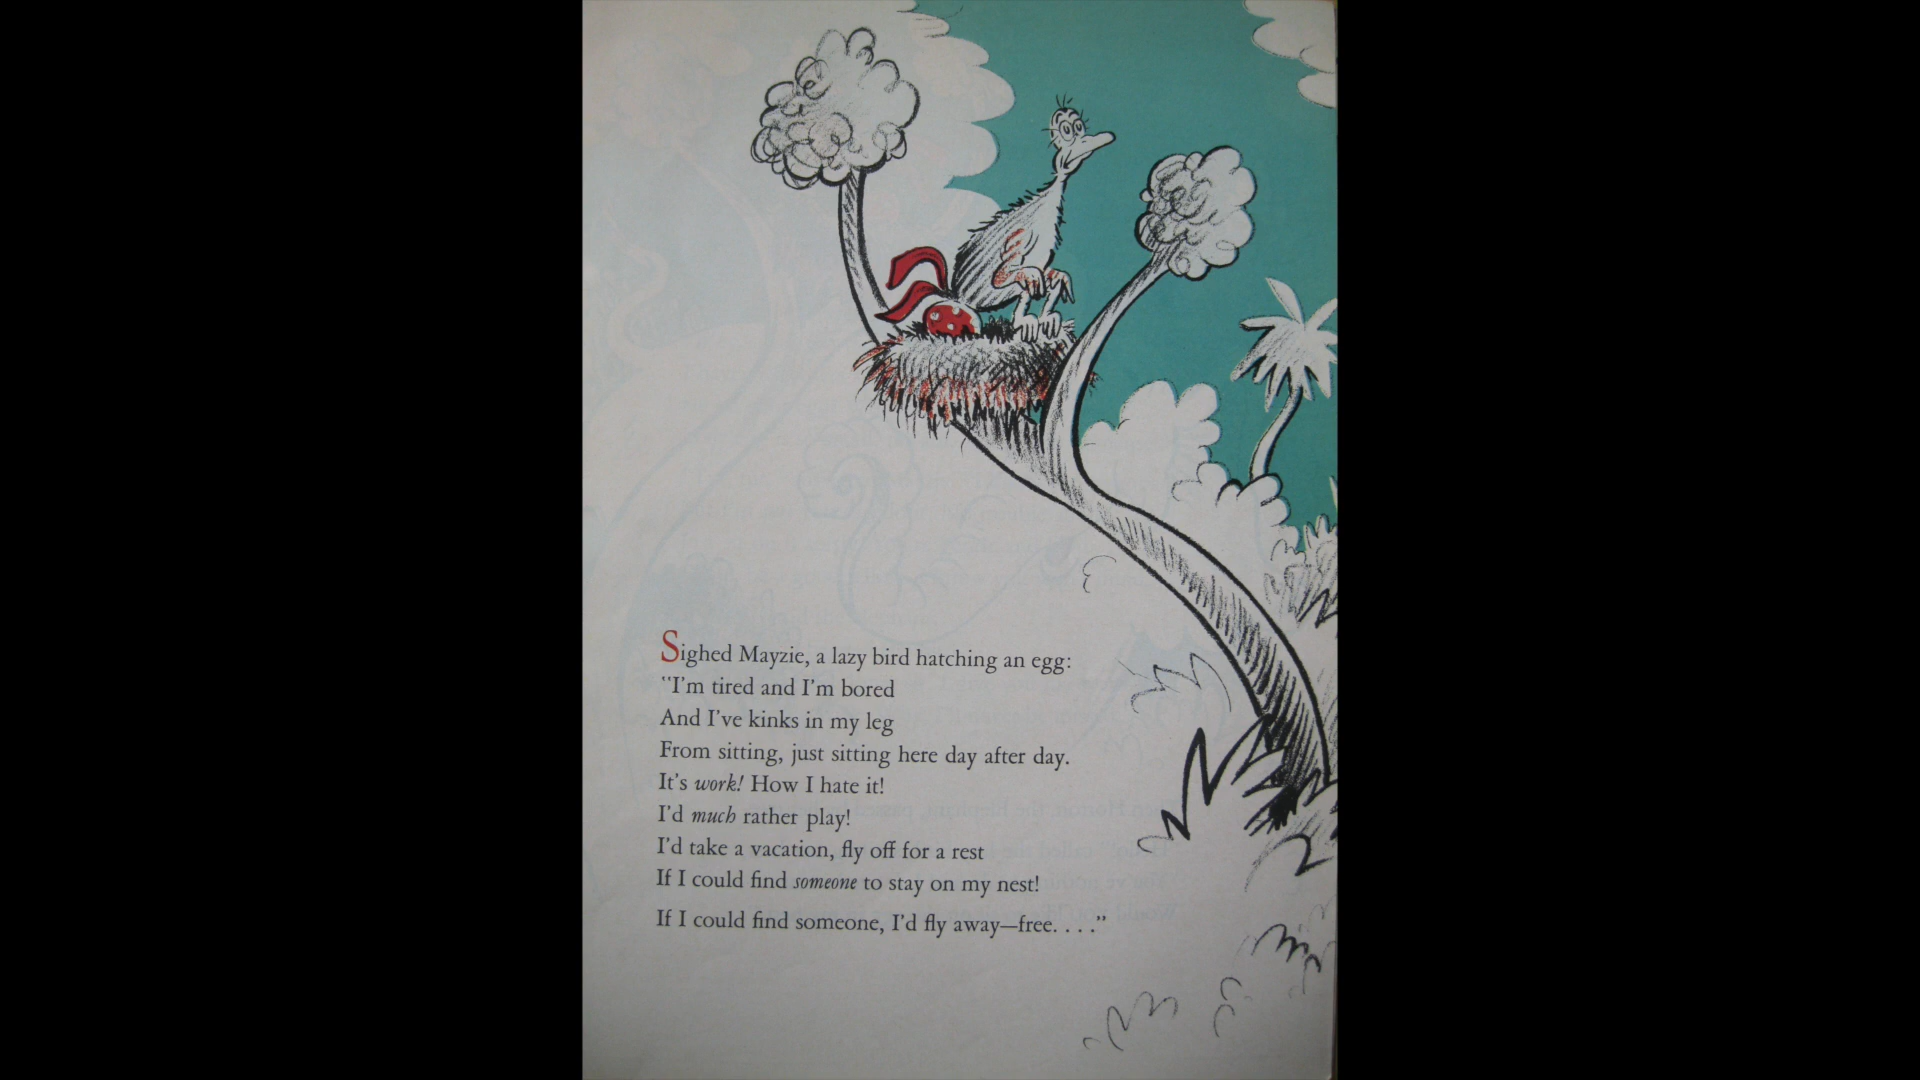 Sighed Mayzie, a lazy bird hatching an egg:
"I'm tired and I'm bored
And I've kinks in my leg
From sitting, just sitting here day after day.
It's work! How I hate it!
I'd much rather play!
I'd take a vacation, fly off for a rest
If I could find someone to stay on my nest!
If I could find someone, I'd fly away—free. . . ."